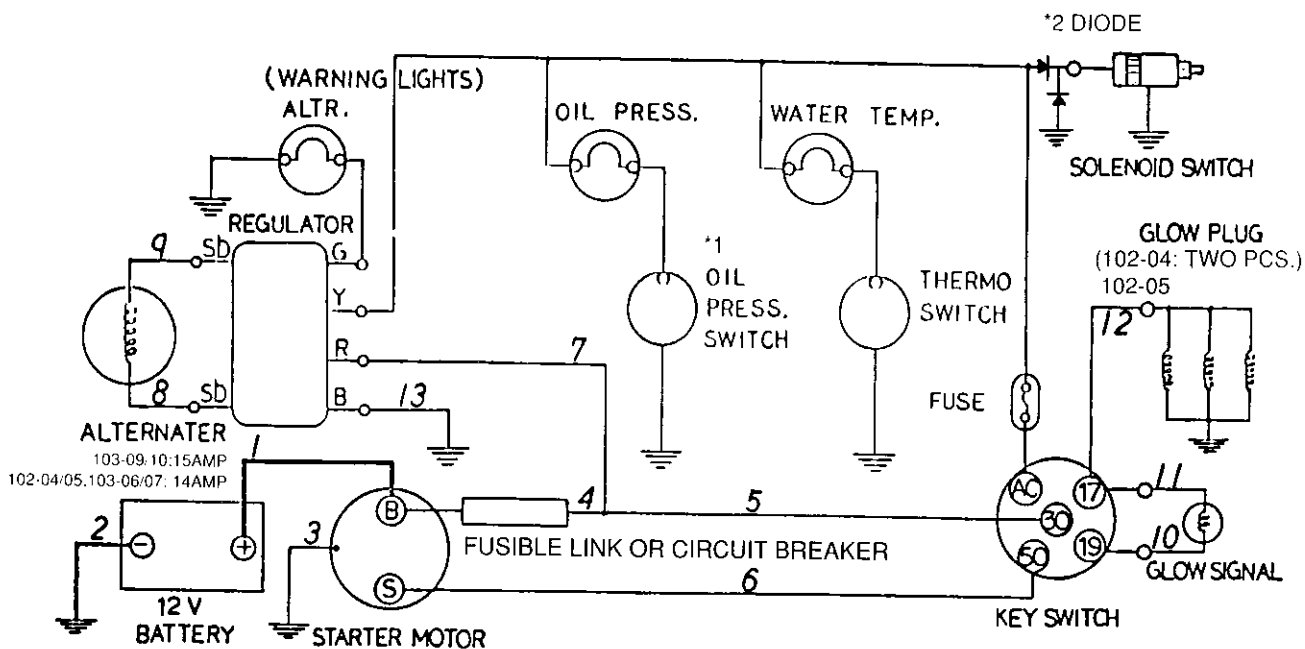 *2 DIODE
(WARNING LIGHTS)
ALTR.
OIL PRESS.
WATER TEMP.
SOLENOID SWITCH
REGULATOR
9
Sb
G
Y
R
B
8
Sb
7
13
*1
OIL
PRESS.
SWITCH
THERMO
SWITCH
GLOW PLUG
(102-04: TWO PCS.)
102-05
12
FUSE
ALTERNATER
103-09/10:15AMP
102-04/05,103-06/07: 14AMP
1
2
3
B
4
5
AC
17
11
30
50
19
10
FUSIBLE LINK OR CIRCUIT BREAKER
GLOW SIGNAL
S
6
12 V
BATTERY
STARTER MOTOR
KEY SWITCH